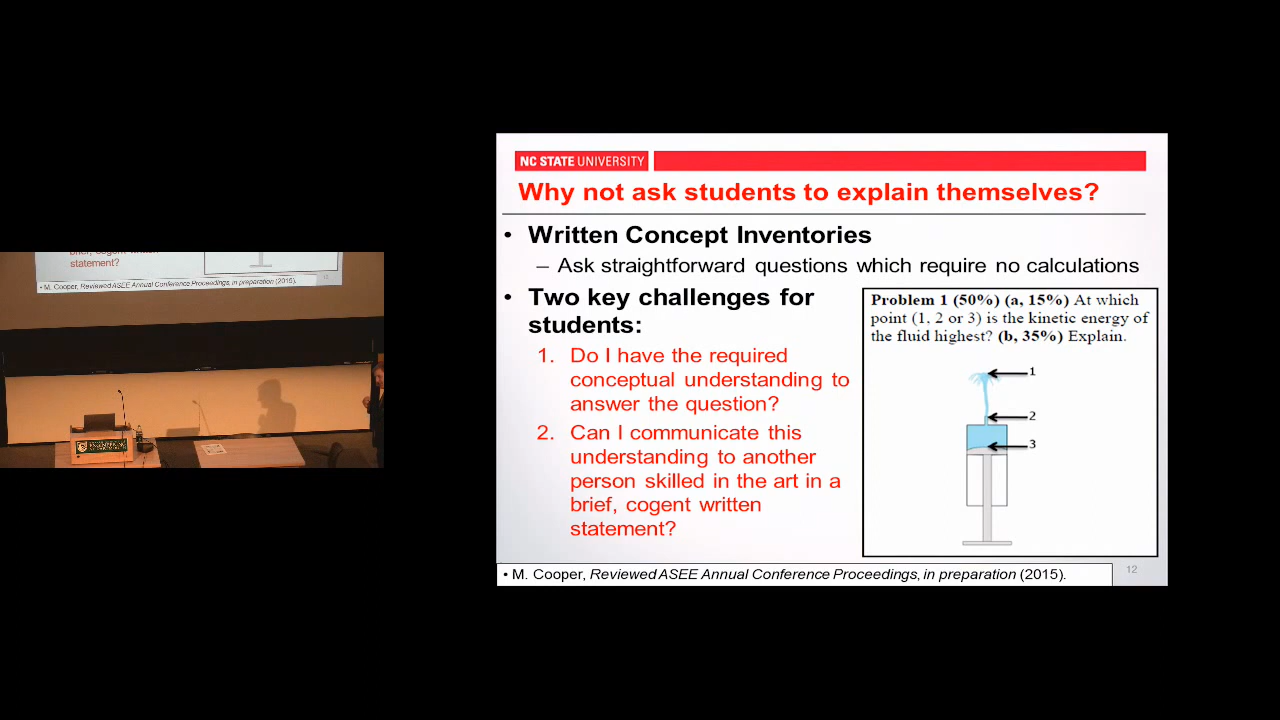 NC STATE UNIVERSITY
Why not ask students to explain themselves?
• Written Concept Inventories
– Ask straightforward questions which require no calculations
• Two key challenges for
students:
1. Do I have the required
conceptual understanding to
answer the question?
2. Can I communicate this
understanding to another
person skilled in the art in a
brief, cogent written
statement?
Problem 1 (50%) (a, 15%) At which
point (1, 2 or 3) is the kinetic energy of
the fluid highest? (b, 35%) Explain.
1
2
3
• M. Cooper, Reviewed ASEE Annual Conference Proceedings, in preparation (2015).
12
brief, cogent written
statement?
• M. Cooper, Reviewed ASEE Annual Conference Proceedings, in preparation (2015).